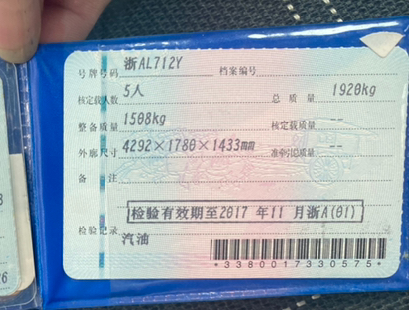 号牌号码 浙AL712Y 档案编号
核定载人数 5人 总质量 1920kg
整备质量 1508kg 核定载质量 --
外廓尺寸 4292×1780×1433 准牵引总质量 --
备注
检验有效期至2017 年11 月浙A(01)
检验记录
汽油
*3380017330575*